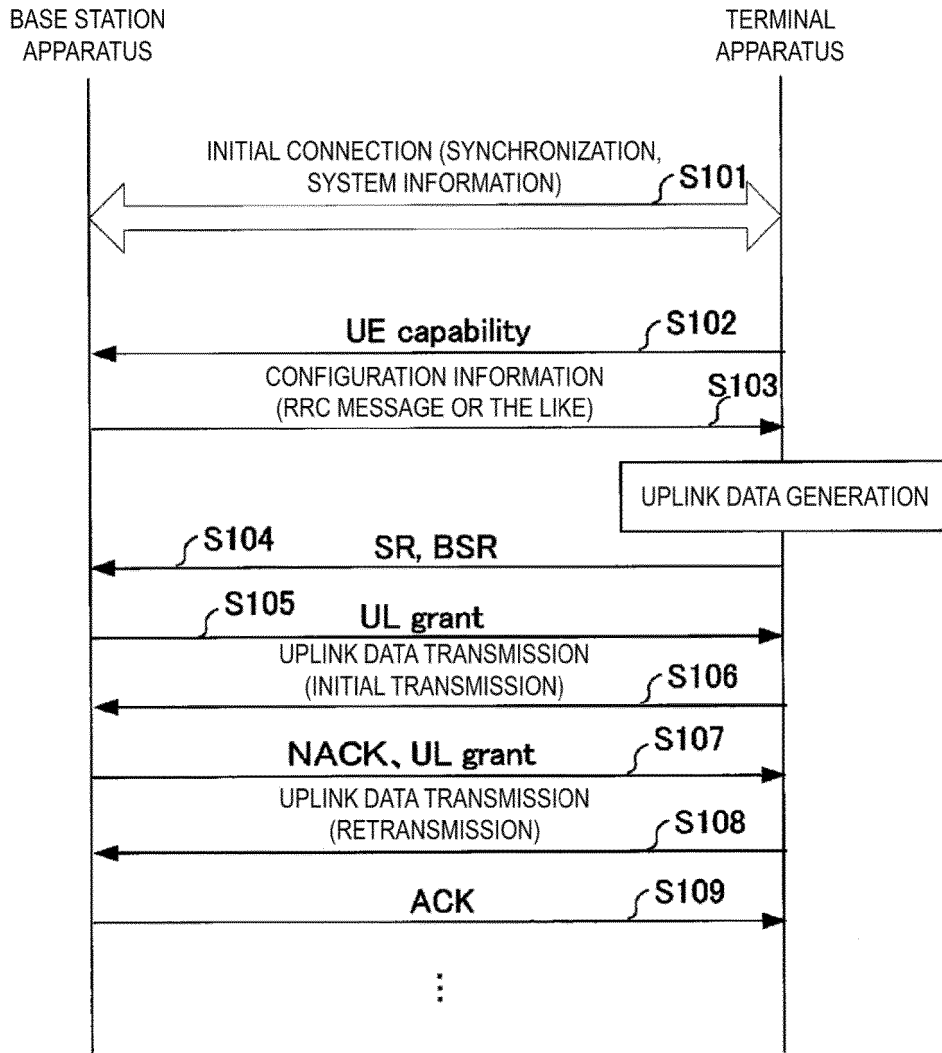 BASE STATION
APPARATUS
TERMINAL
APPARATUS
INITIAL CONNECTION (SYNCHRONIZATION,
SYSTEM INFORMATION)
S101
UE capability
S102
CONFIGURATION INFORMATION
(RRC MESSAGE OR THE LIKE)
S103
UPLINK DATA GENERATION
S104
SR, BSR
S105
UL grant
UPLINK DATA TRANSMISSION
(INITIAL TRANSMISSION)
S106
NACK、UL grant
S107
UPLINK DATA TRANSMISSION
(RETRANSMISSION)
S108
ACK
S109
⋮